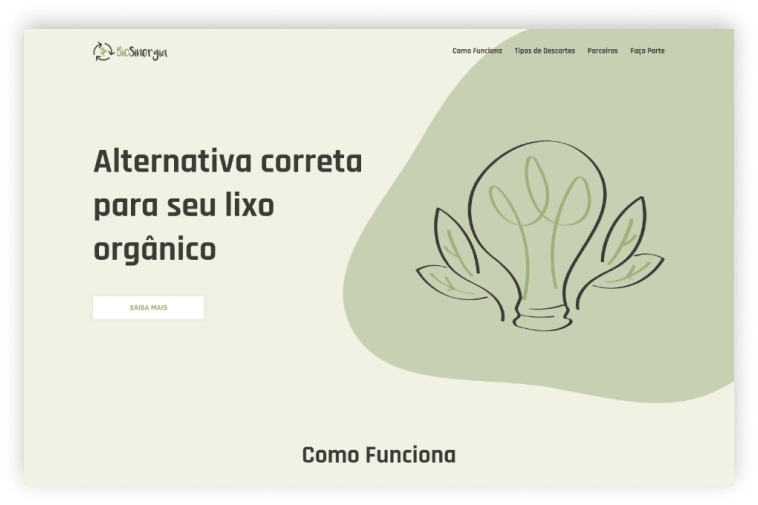 BioSinergia
Como Funciona Tipos de Descartes Parceiros Faça Parte
Alternativa correta
para seu lixo
orgânico
SAIBA MAIS
Como Funciona